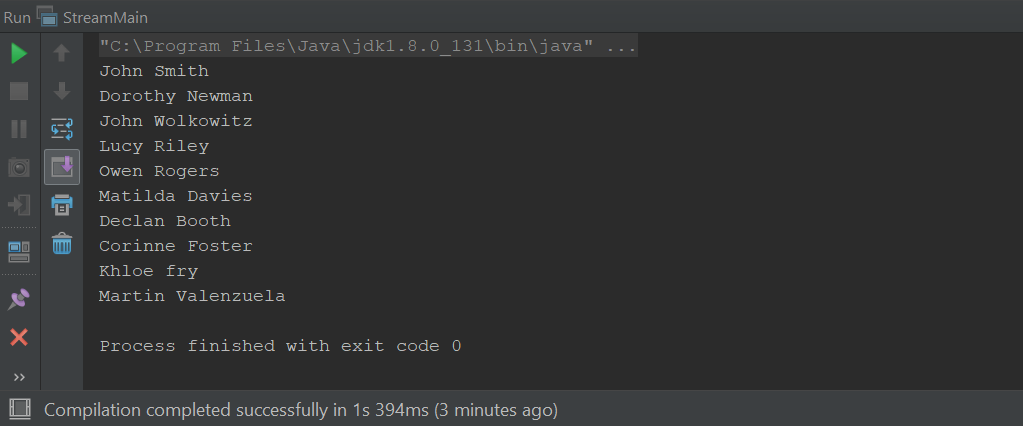 Run StreamMain
"C:\Program Files\Java\jdk1.8.0_131\bin\java" ...
John Smith
Dorothy Newman
John Wolkowitz
Lucy Riley
Owen Rogers
Matilda Davies
Declan Booth
Corinne Foster
Khloe fry
Martin Valenzuela
Process finished with exit code 0
Compilation completed successfully in 1s 394ms (3 minutes ago)